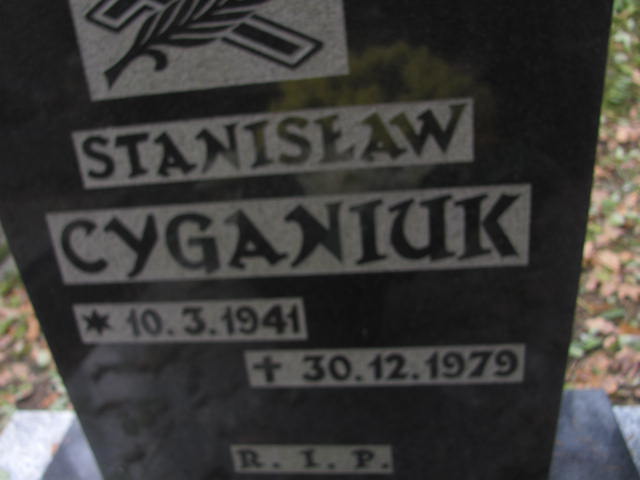 STANISŁAW
CYGANIUK
* 10.3.1941
† 30.12.1979
R.I.P.